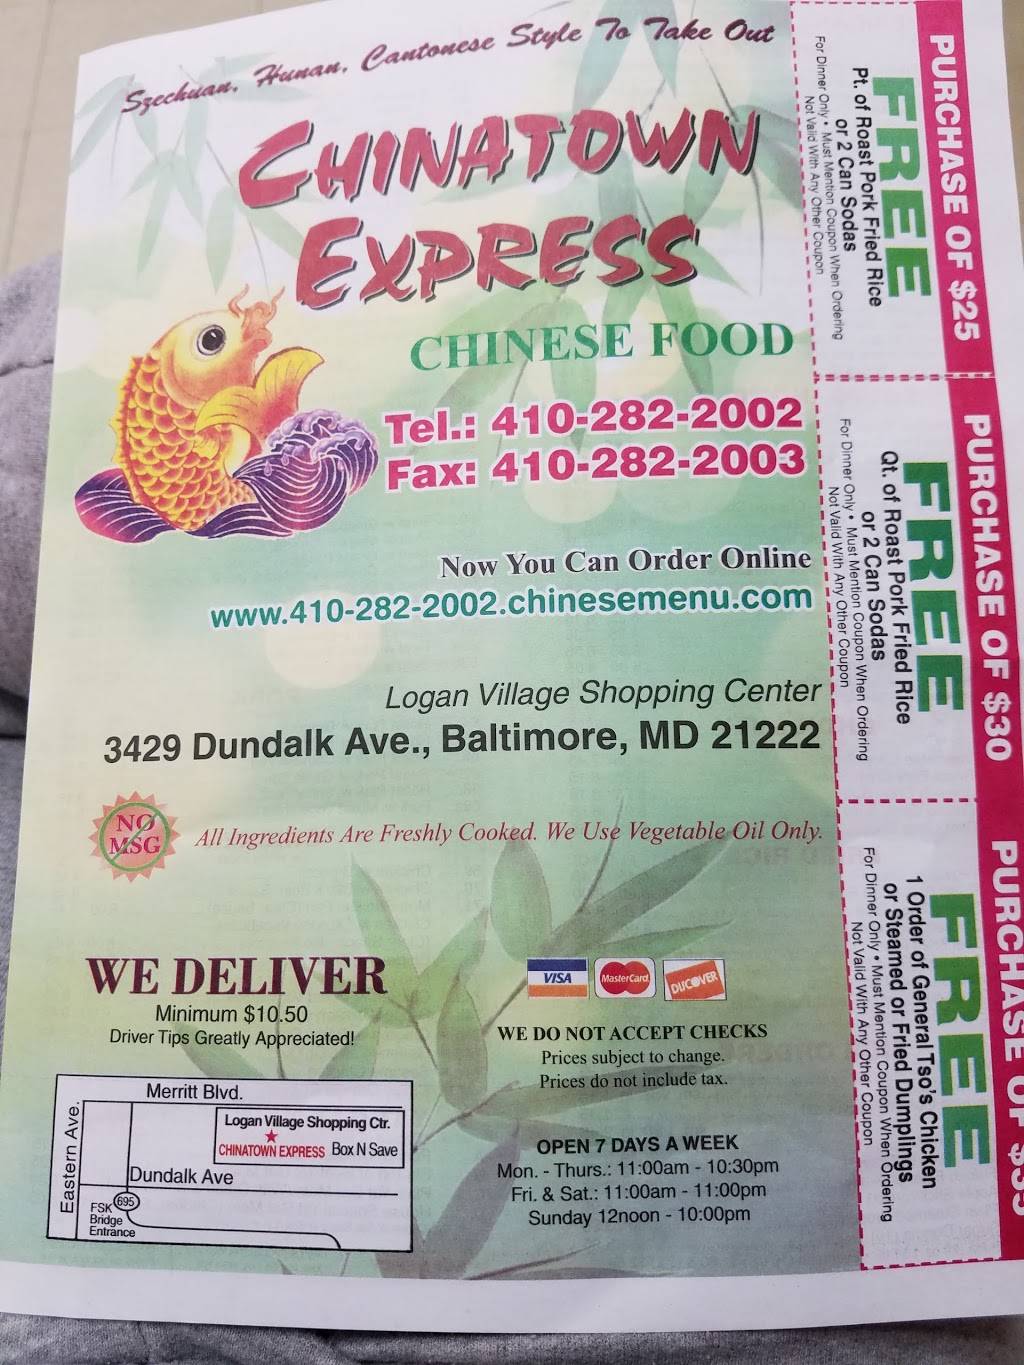 Szechuan, Hunan, Cantonese Style To Take Out
CHINATOWN
EXPRESS
CHINESE FOOD
Tel.: 410-282-2002
Fax: 410-282-2003
Now You Can Order Online
www.410-282-2002.chinesemenu.com
Logan Village Shopping Center
3429 Dundalk Ave., Baltimore, MD 21222
NO
MSG
All Ingredients Are Freshly Cooked. We Use Vegetable Oil Only.
WE DELIVER
Minimum $10.50
Driver Tips Greatly Appreciated!
VISA
MasterCard
DISCOVER
WE DO NOT ACCEPT CHECKS
Prices subject to change.
Prices do not include tax.
Merritt Blvd.
Eastern Ave.
Logan Village Shopping Ctr.
CHINATOWN EXPRESS Box N Save
Dundalk Ave
695
FSK
Bridge
Entrance
OPEN 7 DAYS A WEEK
Mon. - Thurs.: 11:00am - 10:30pm
Fri. & Sat.: 11:00am - 11:00pm
Sunday 12noon - 10:00pm
PURCHASE OF $25
FREE
Pt. of Roast Pork Fried Rice
or 2 Can Sodas
For Dinner Only • Must Mention Coupon When Ordering
Not Valid With Any Other Coupon
PURCHASE OF $30
FREE
Qt. of Roast Pork Fried Rice
or 2 Can Sodas
For Dinner Only • Must Mention Coupon When Ordering
Not Valid With Any Other Coupon
PURCHASE OF $35
FREE
1 Order of General Tso's Chicken
or Steamed or Fried Dumplings
For Dinner Only • Must Mention Coupon When Ordering
Not Valid With Any Other Coupon